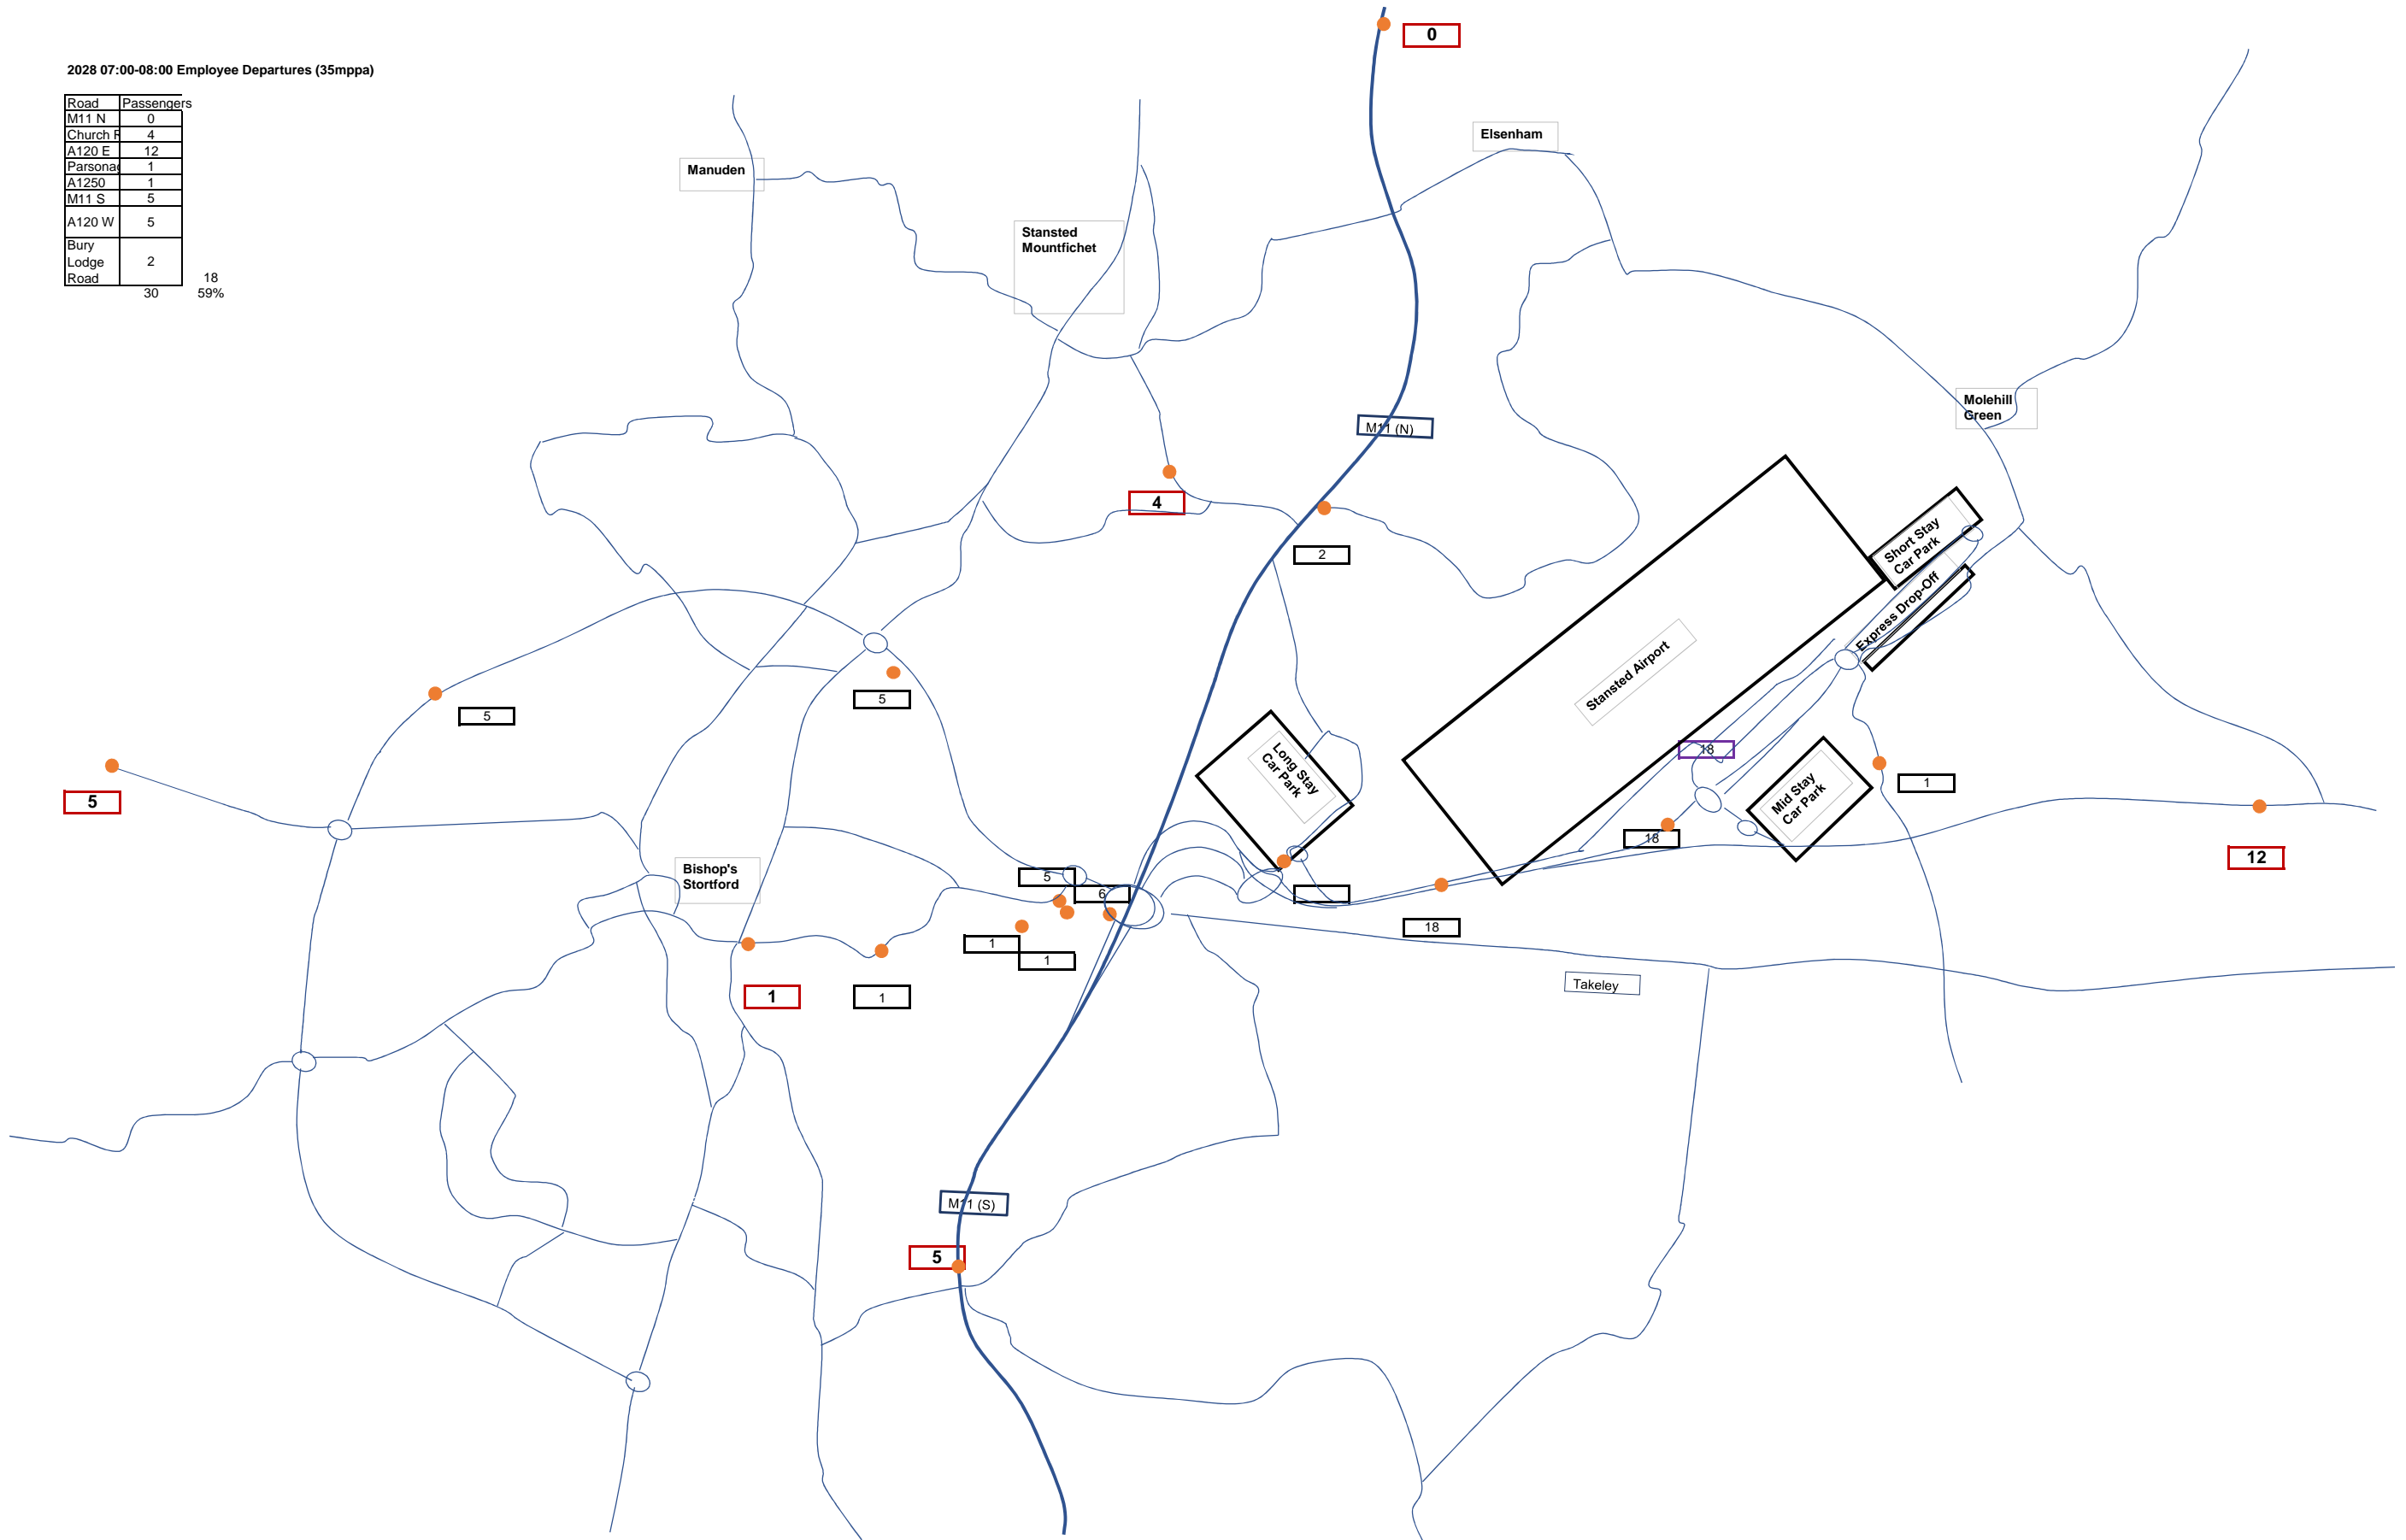 0
2028 07:00-08:00 Employee Departures (35mppa)
Road Passengers
M11 N 0
Church R 4
A120 E 12
Parsonag 1
A1250 1
M11 S 5
A120 W 5
Bury
Lodge 2
Road 18
30 59%
Elsenham
Manuden
Stansted
Mountfichet
Molehill
Green
M11 (N)
4
2
Short Stay
Car Park
Express Drop-Off
Stansted Airport
5
5
5
18
Long Stay
Car Park
Mid Stay
Car Park
1
18
12
Bishop's
Stortford
5
6
18
1
1
Takeley
1
1
M11 (S)
5